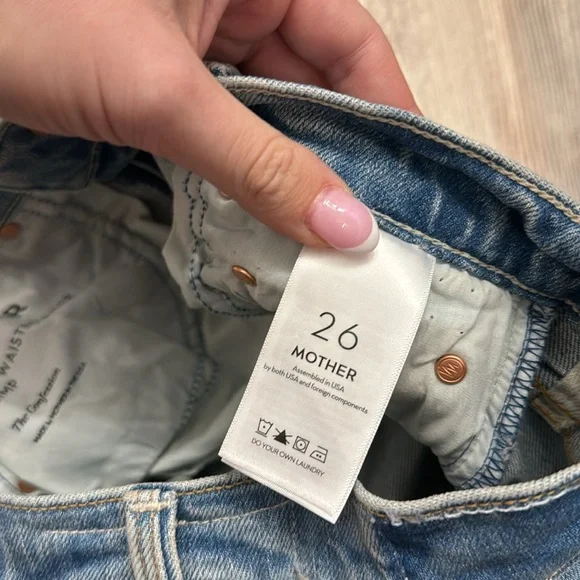 26
MOTHER
Assembled in USA
by both USA and foreign components
DO YOUR OWN LAUNDRY
R
WAIST
The Confession